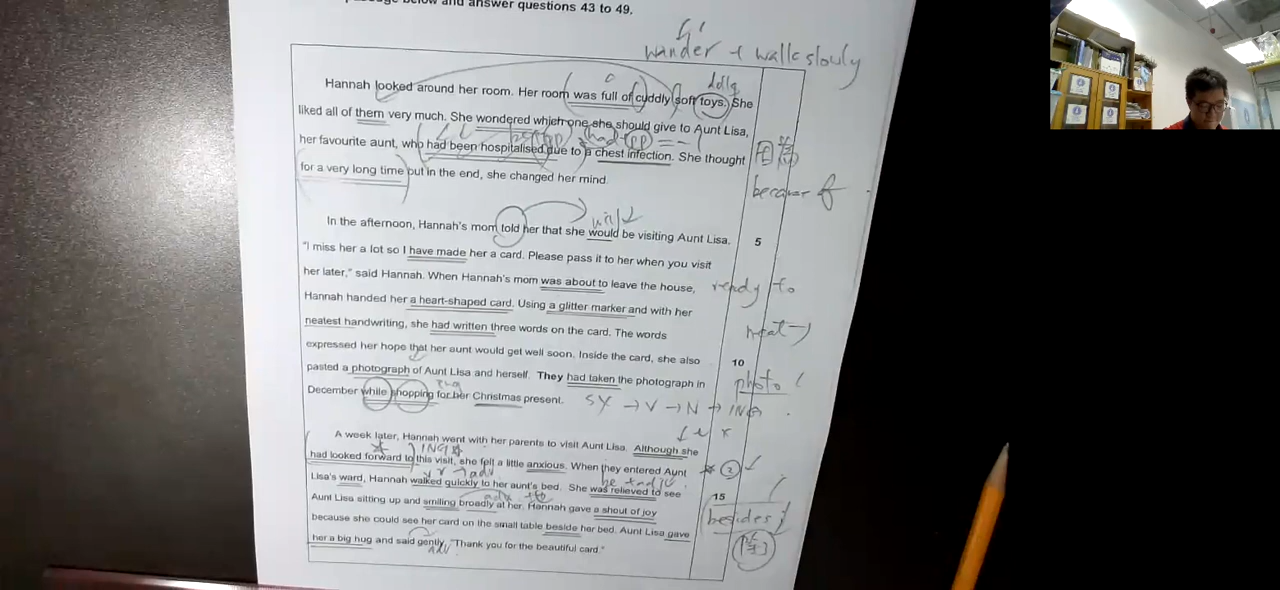 below and answer questions 43 to 49.
wander + walk slowly
Hannah looked around her room. Her room was full of cuddly soft toys. She
liked all of them very much. She wondered which one she should give to Aunt Lisa,
her favourite aunt, who had been hospitalised due to a chest infection. She thought
for a very long time but in the end, she changed her mind.
because of
In the afternoon, Hannah's mom told her that she would be visiting Aunt Lisa.
5
"I miss her a lot so I have made her a card. Please pass it to her when you visit
her later," said Hannah. When Hannah's mom was about to leave the house,
ready to
Hannah handed her a heart-shaped card. Using a glitter marker and with her
neatest handwriting, she had written three words on the card. The words
neat
expressed her hope that her aunt would get well soon. Inside the card, she also
10
pasted a photograph of Aunt Lisa and herself. They had taken the photograph in
photo
December while shopping for her Christmas present.
→ V → N → ING
A week later, Hannah went with her parents to visit Aunt Lisa. Although she
ING
had looked forward to this visit, she felt a little anxious. When they entered Aunt
2
Lisa's ward, Hannah walked quickly to her aunt's bed. She was relieved to see
15
Aunt Lisa sitting up and smiling broadly at her. Hannah gave a shout of joy
besides
because she could see her card on the small table beside her bed. Aunt Lisa gave
her a big hug and said gently, "Thank you for the beautiful card."
adv